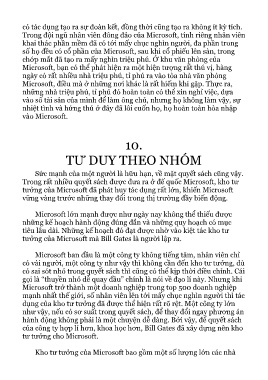 có tác dụng tạo ra sự đoàn kết, đồng thời cũng tạo ra không ít kỳ tích.
Trong đội ngũ nhân viên đông đảo của Microsoft, tính riêng nhân viên
khai thác phần mềm đã có tới mấy chục nghìn người, đa phần trong
số họ đều có cổ phần của Microsoft, sau khi cổ phiếu lên sàn, trong
chớp mắt đã tạo ra mấy nghìn triệu phú. Ở khu văn phòng của
Microsoft, bạn có thể phát hiện ra một hiện tượng rất thú vị, hàng
ngày có rất nhiều nhà triệu phú, tỉ phú ra vào tòa nhà văn phòng
Microsoft, điều này mà ở những nơi khác là rất hiếm khi gặp. Thực ra,
những nhà triệu phú, tỉ phú đó hoàn toàn có thể xin nghỉ việc, dựa
vào số tài sản của mình để làm ông chủ, nhưng họ không làm vậy, sự
nhiệt tình và hứng thú ở đây đã lôi cuốn họ, họ hoàn toàn hòa nhập
vào Microsoft.
10.
TƯ DUY THEO NHÓM
Sức mạnh của một người là hữu hạn, về mặt quyết sách cũng vậy.
Trong rất nhiều quyết sách được đưa ra ở đế quốc Microsoft, kho tư
tưởng của Microsoft đã phát huy tác dụng rất lớn, khiến Microsoft
vững vàng trước những thay đổi trong thị trường đầy biến động.
Microsoft lớn mạnh được như ngày nay không thể thiếu được
những kế hoạch hành động đúng đắn và những quy hoạch có mục
tiêu lâu dài. Những kế hoạch đó đạt được nhờ vào kiệt tác kho tư
tưởng của Microsoft mà Bill Gates là người lập ra.
Microsoft ban đầu là một công ty không tiếng tăm, nhân viên chỉ
có vài người, một công ty như vậy thì không cần đến kho tư tưởng, dù
có sai sót nhỏ trong quyết sách thì cũng có thể kịp thời điều chỉnh. Cái
gọi là "thuyền nhỏ dễ quay đầu" chính là nói về đạo lí này. Nhưng khi
Microsoft trở thành một doanh nghiệp trong top 500 doanh nghiệp
mạnh nhất thế giới, số nhân viên lên tới mấy chục nghìn người thì tác
dụng của kho tư tưởng đã được thể hiện rất rõ rệt. Một công ty lớn
như vậy, nếu có sơ suất trong quyết sách, để thay đổi ngay phương án
hành động không phải là một chuyện dễ dàng. Bởi vậy, để quyết sách
của công ty hợp lí hơn, khoa học hơn, Bill Gates đã xây dựng nên kho
tư tưởng cho Microsoft.
Kho tư tưởng của Microsoft bao gồm một số lượng lớn các nhà